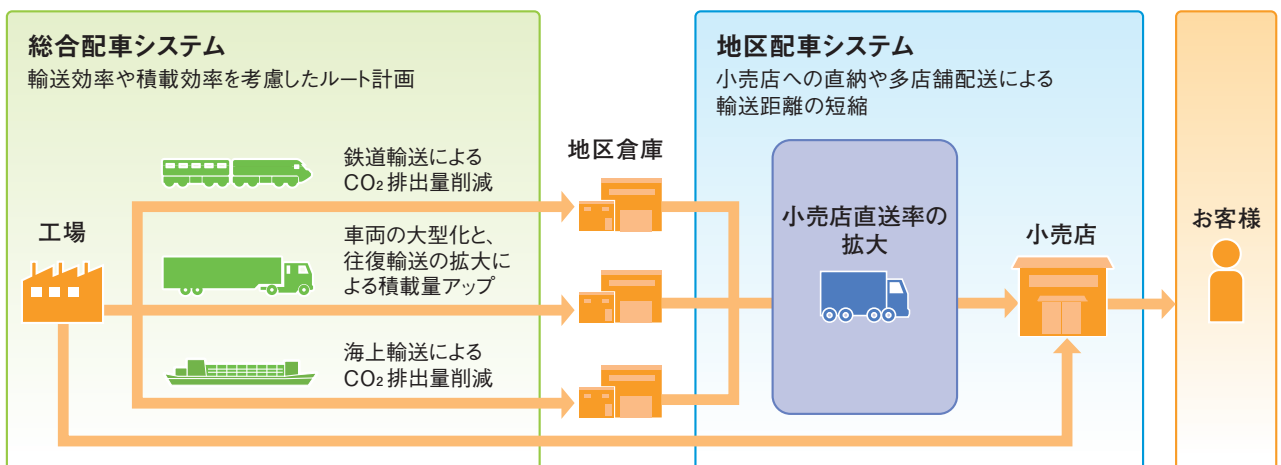 総合配車システム
輸送効率や積載効率を考慮したルート計画
鉄道輸送による
CO₂排出量削減
工場
車両の大型化と、
往復輸送の拡大に
よる積載量アップ
海上輸送による
CO₂排出量削減
地区倉庫
地区配車システム
小売店への直納や多店舗配送による
輸送距離の短縮
小売店直送率の
拡大
小売店
お客様